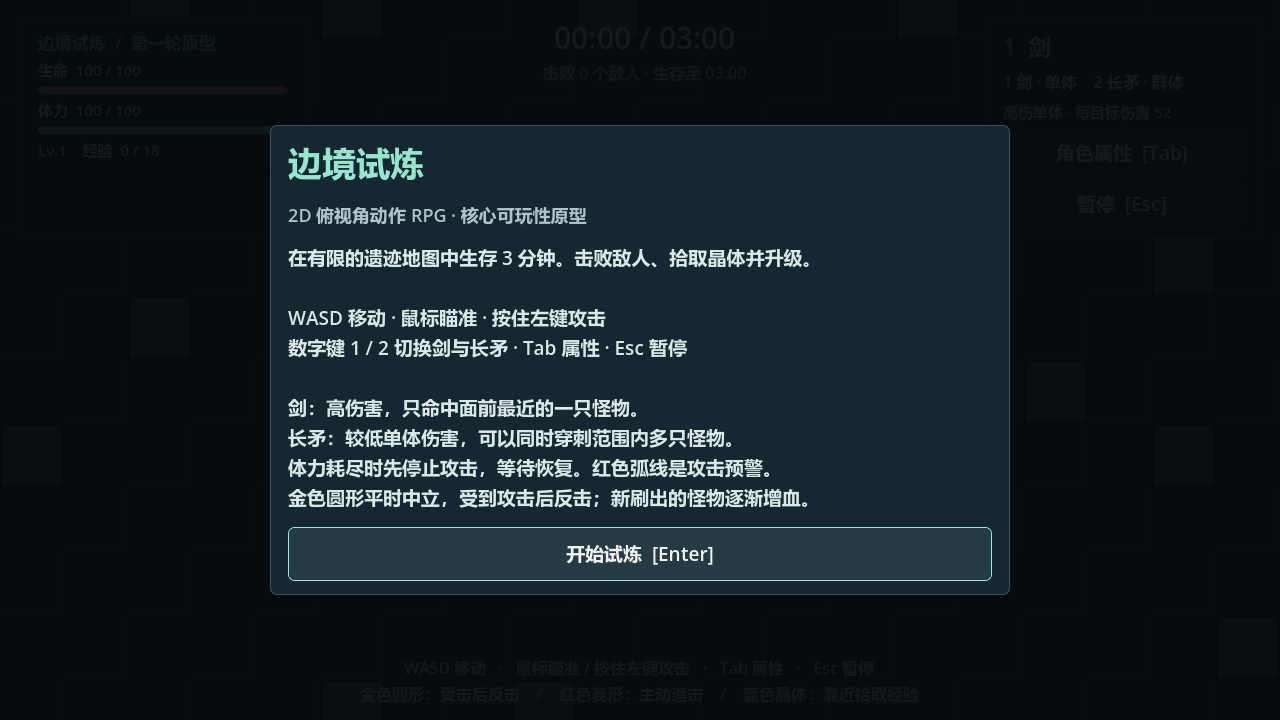 边境试炼 / 第一轮原型
生命 100 / 100
体力 100 / 100
Lv.1 经验 0 / 18
00:00 / 03:00
击败 0 个敌人 · 生存至 03:00
1 剑
1 剑 · 单体 2 长矛 · 群体
高伤单体 · 每目标伤害 52
角色属性 [Tab]
暂停 [Esc]
边境试炼
2D 俯视角动作 RPG · 核心可玩性原型
在有限的遗迹地图中生存 3 分钟。击败敌人、拾取晶体并升级。
WASD 移动 · 鼠标瞄准 · 按住左键攻击
数字键 1 / 2 切换剑与长矛 · Tab 属性 · Esc 暂停
剑：高伤害，只命中面前最近的一只怪物。
长矛：较低单体伤害，可以同时穿刺范围内多只怪物。
体力耗尽时先停止攻击，等待恢复。红色弧线是攻击预警。
金色圆形平时中立，受到攻击后反击；新刷出的怪物逐渐增血。
开始试炼 [Enter]
WASD 移动 · 鼠标瞄准 / 按住左键攻击 · Tab 属性 · Esc 暂停
金色圆形：受击后反击 / 红色菱形：主动追击 / 蓝色晶体：靠近拾取经验